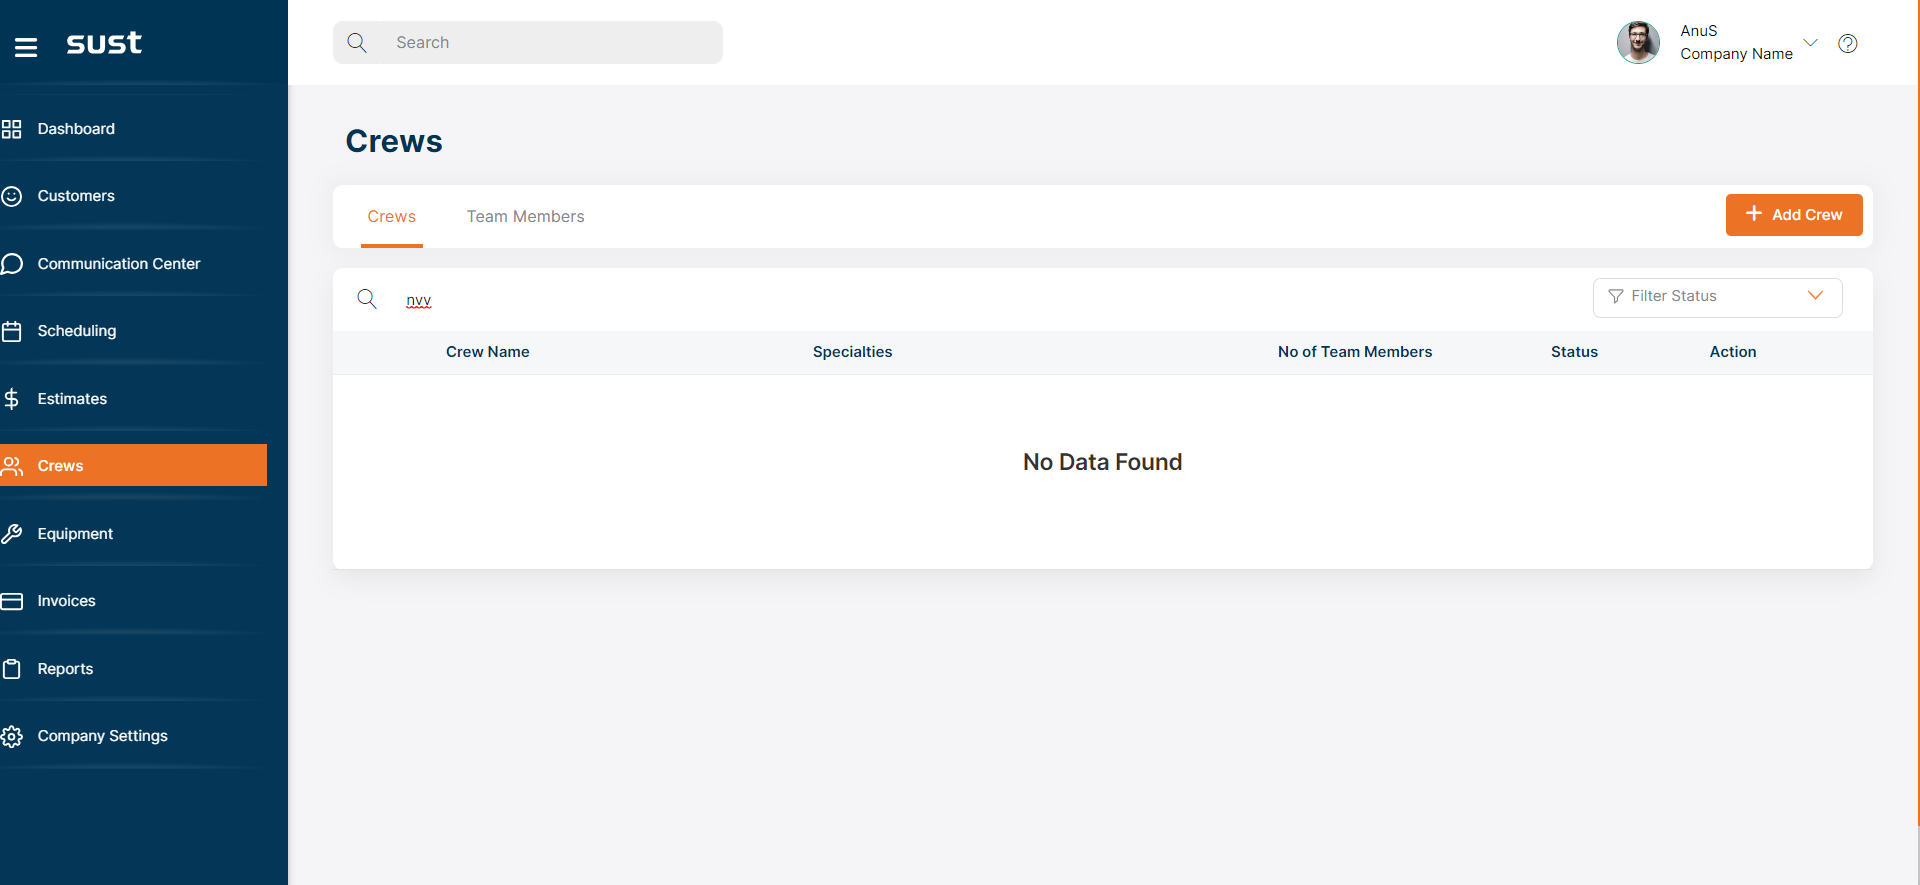 sust
Search
AnuS
Company Name
Dashboard
Customers
Communication Center
Scheduling
Estimates
Crews
Equipment
Invoices
Reports
Company Settings
Crews
Crews
Team Members
Add Crew
nvv
Filter Status
Crew Name
Specialties
No of Team Members
Status
Action
No Data Found